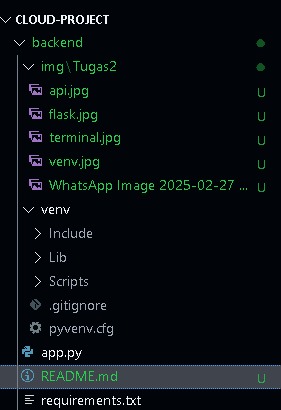 CLOUD-PROJECT
backend
img\Tugas2
api.jpg U
flask.jpg U
terminal.jpg U
venv.jpg U
WhatsApp Image 2025-02-27 ... U
venv
Include
Lib
Scripts
.gitignore
pyvenv.cfg
app.py
README.md U
requirements.txt